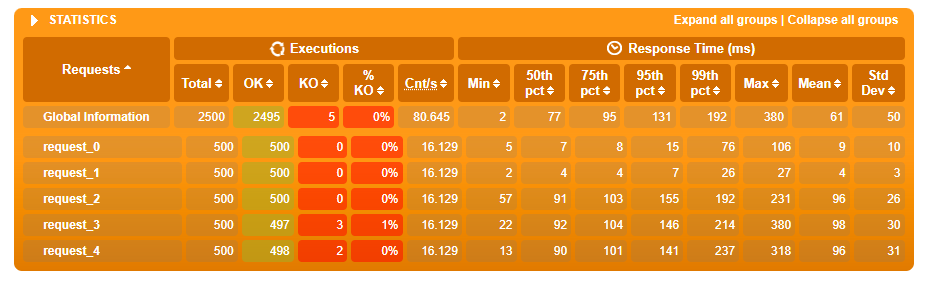 STATISTICS Expand all groups | Collapse all groups
Requests Executions Response Time (ms)
Total OK KO % KO Cnt/s Min 50th pct 75th pct 95th pct 99th pct Max Mean Std Dev
Global Information 2500 2495 5 0% 80.645 2 77 95 131 192 380 61 50
request_0 500 500 0 0% 16.129 5 7 8 15 76 106 9 10
request_1 500 500 0 0% 16.129 2 4 4 7 26 27 4 3
request_2 500 500 0 0% 16.129 57 91 103 155 192 231 96 26
request_3 500 497 3 1% 16.129 22 92 104 146 214 380 98 30
request_4 500 498 2 0% 16.129 13 90 101 141 237 318 96 31